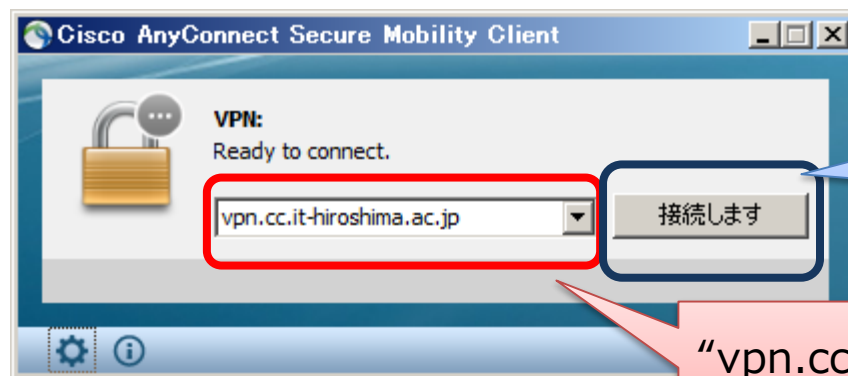 Cisco AnyConnect Secure Mobility Client
VPN:
Ready to connect.
vpn.cc.it-hiroshima.ac.jp
接続します
“vpn.cc